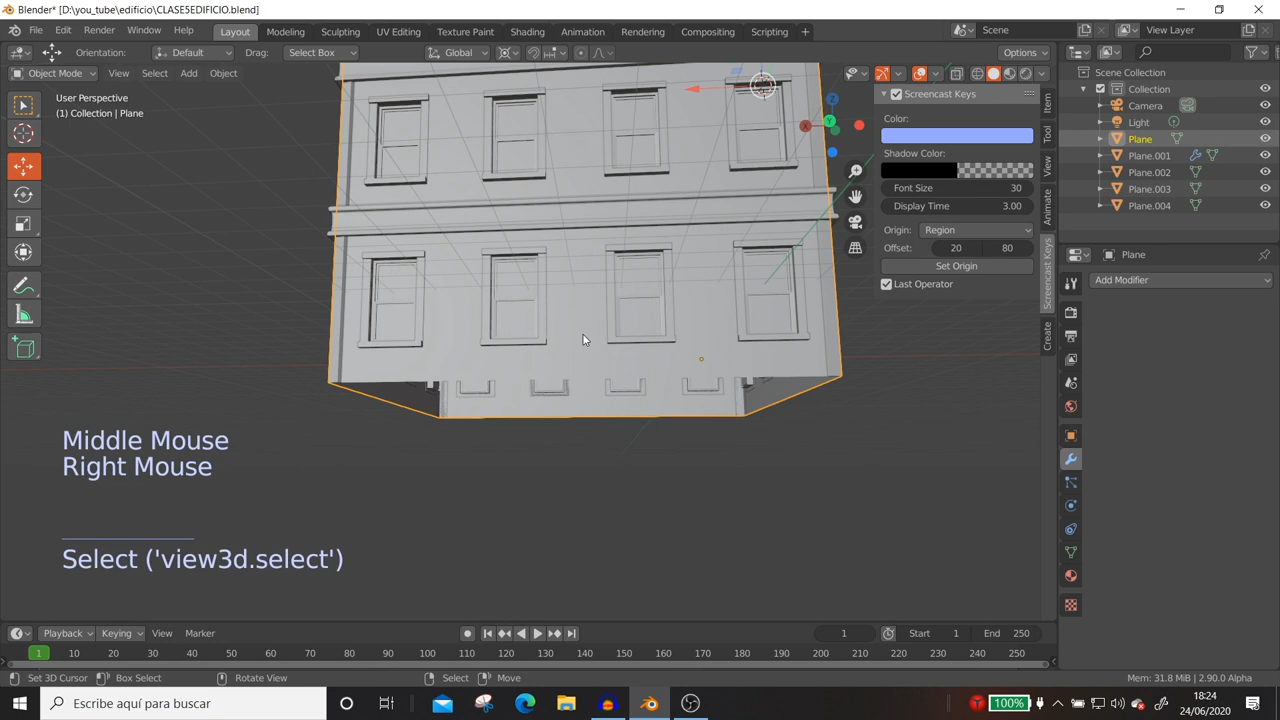 Blender* [D:\you_tube\edificio\CLASE5EDIFICIO.blend]
File Edit Render Window Help Layout Modeling Sculpting UV Editing Texture Paint Shading Animation Rendering Compositing Scripting + Scene View Layer
Orientation: Default Drag: Select Box Global Options
Object Mode View Select Add Object
User Perspective
(1) Collection | Plane
Screencast Keys
Color:
Shadow Color:
Font Size 30
Display Time 3.00
Origin: Region
Offset: 20 80
Set Origin
Last Operator
Item
Tool
View
Animate
Screencast Keys
Create
Scene Collection
Collection
Camera
Light
Plane
Plane.001
Plane.002
Plane.003
Plane.004
Plane
Add Modifier
X
Y
Z
Middle Mouse
Right Mouse
Select ('view3d.select')
Playback Keying View Marker 1 Start 1 End 250
1 10 20 30 40 50 60 70 80 90 100 110 120 130 140 150 160 170 180 190 200 210 220 230 240 250
Set 3D Cursor Box Select Rotate View Select Move Mem: 31.8 MiB | 2.90.0 Alpha
Escribe aquí para buscar
100%
18:24
24/06/2020